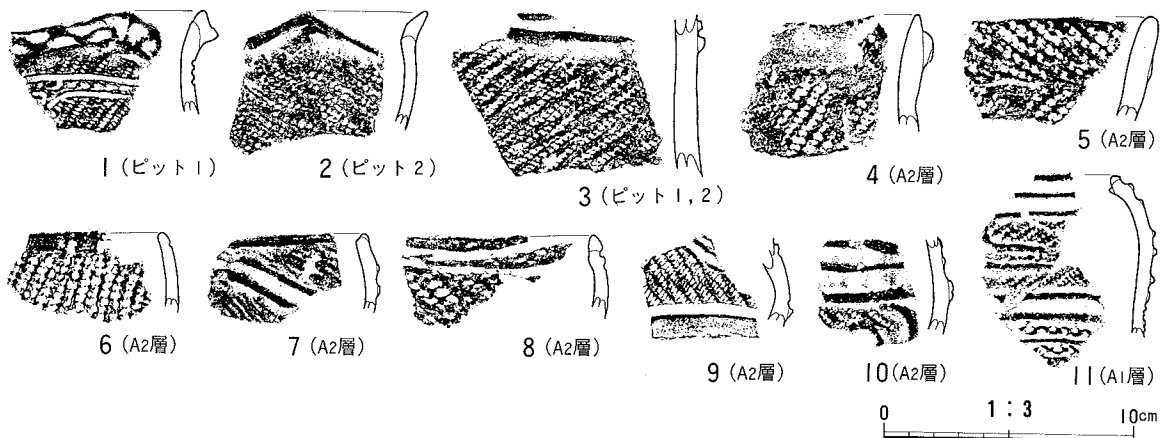 1 (ピット1)
2 (ピット2)
3 (ピット1,2)
4 (A2層)
5 (A2層)
6 (A2層)
7 (A2層)
8 (A2層)
9 (A2層)
10 (A2層)
11 (A1層)
0 1:3 10cm